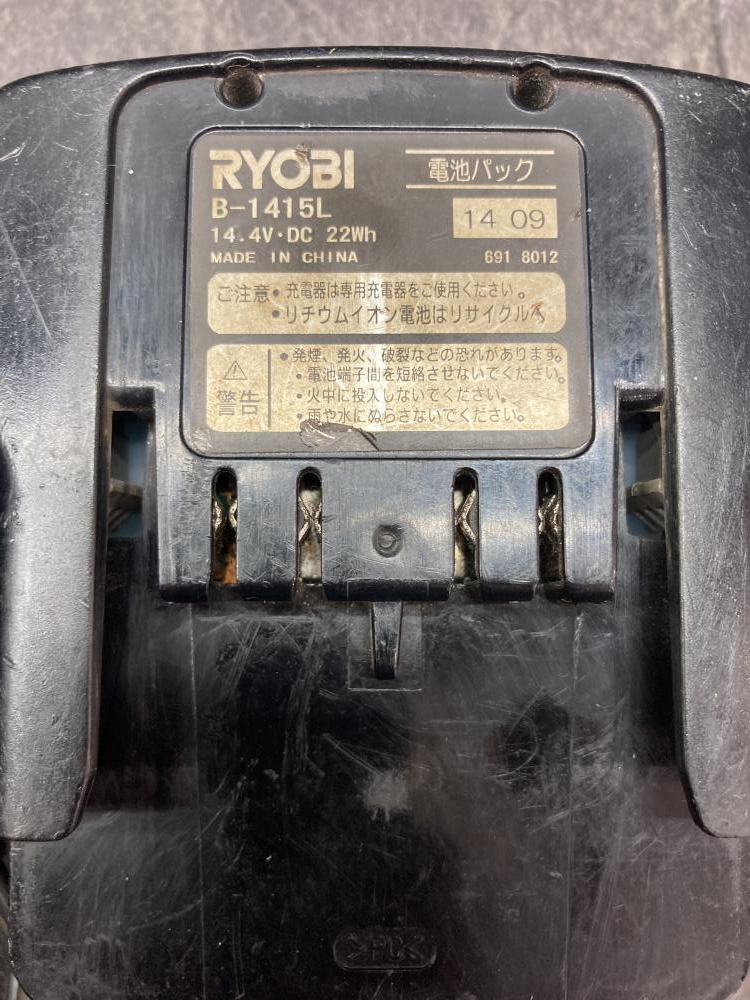 RYOBI
電池パック
B-1415L
14 09
14.4V・DC 22Wh
MADE IN CHINA
691 8012
ご注意
・充電器は専用充電器をご使用ください。
・リチウムイオン電池はリサイクルへ
警告
・発煙、発火、破裂などの恐れがあります。
・電池端子間を短絡させないでください。
・火中に投入しないでください。
・雨や水にぬらさないでください。
>PC<